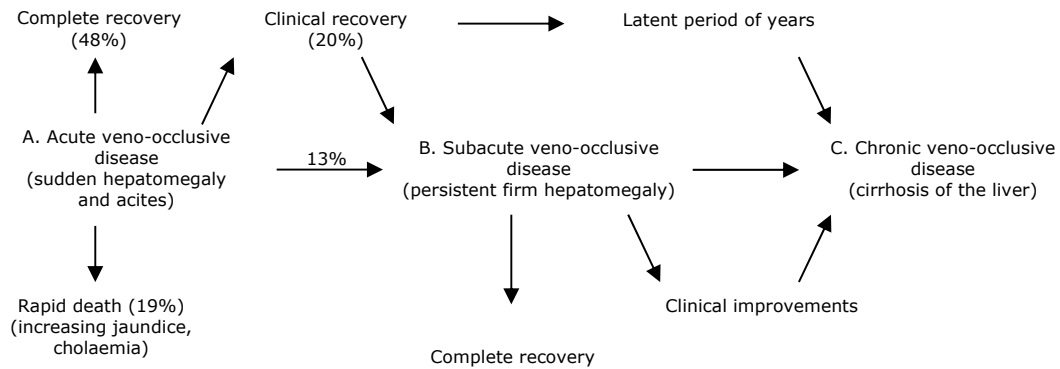 Complete recovery
(48%)
Clinical recovery
(20%)
Latent period of years
A. Acute veno-occlusive
disease
(sudden hepatomegaly
and acites)
13%
B. Subacute veno-occlusive
disease
(persistent firm hepatomegaly)
C. Chronic veno-occlusive
disease
(cirrhosis of the liver)
Rapid death (19%)
(increasing jaundice,
cholaemia)
Clinical improvements
Complete recovery